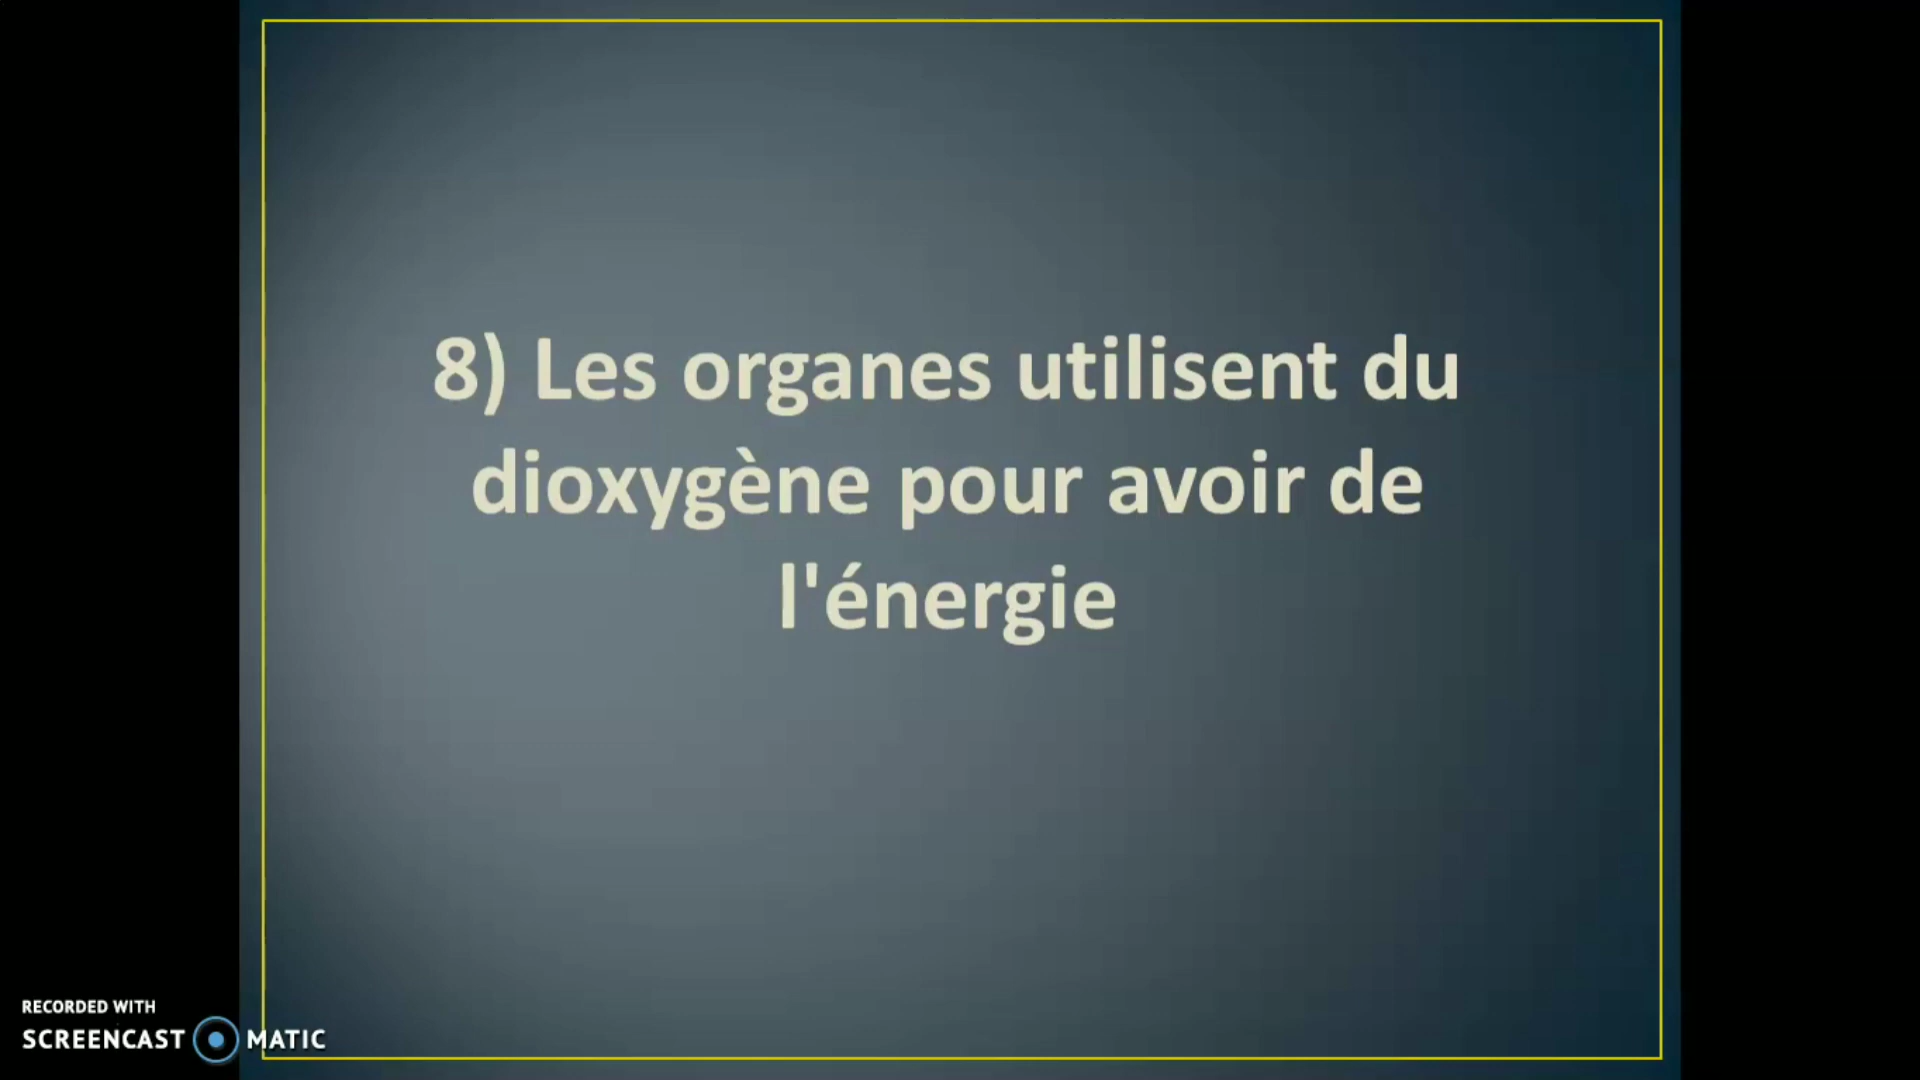 8) Les organes utilisent du
dioxygène pour avoir de
l'énergie
RECORDED WITH
SCREENCAST MATIC